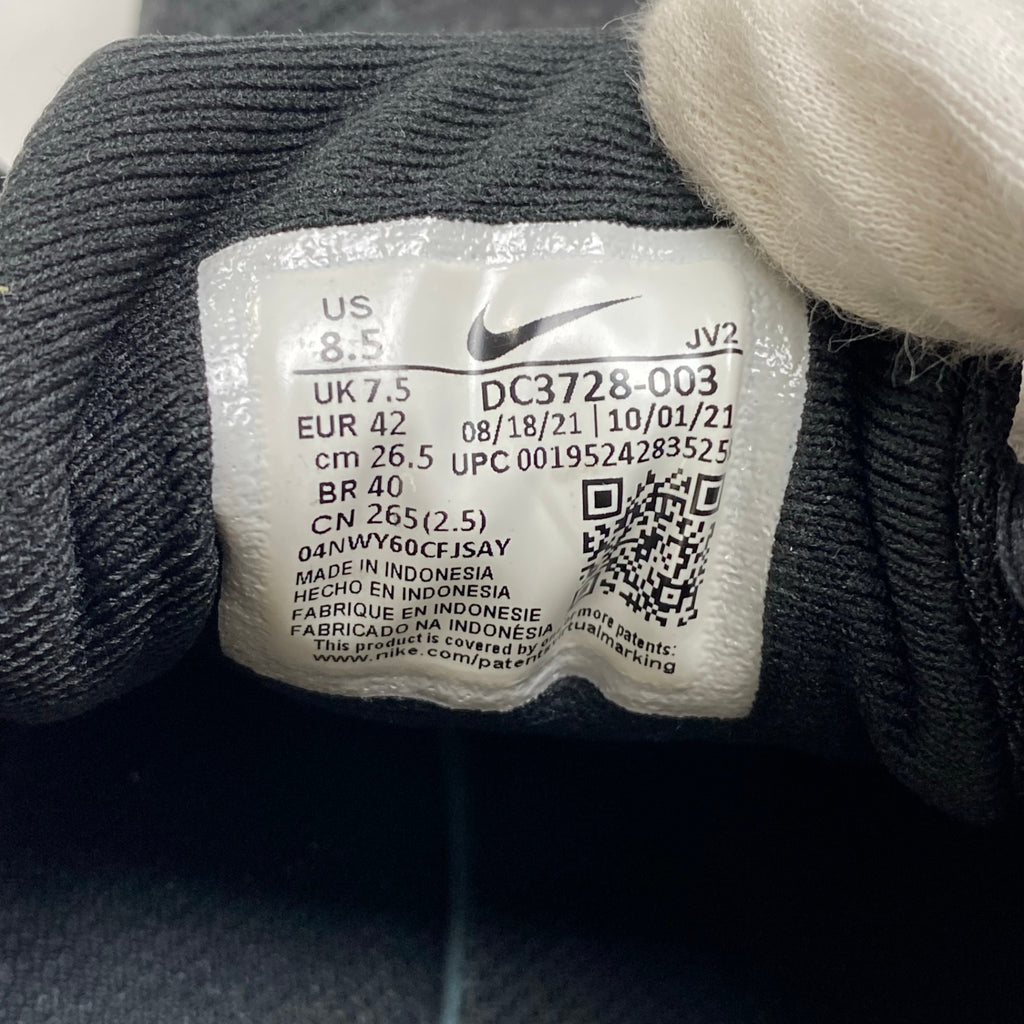 US
8.5
JV2
UK 7.5 DC3728-003
EUR 42 08/18/21 | 10/01/21
cm 26.5 UPC 0019524283525
BR 40
CN 265(2.5)
04NWY60CFJSAY
MADE IN INDONESIA
HECHO EN INDONESIA
FABRIQUE EN INDONESIE
FABRICADO NA INDONÉSIA
This product is covered by more patents:
www.nike.com/patents